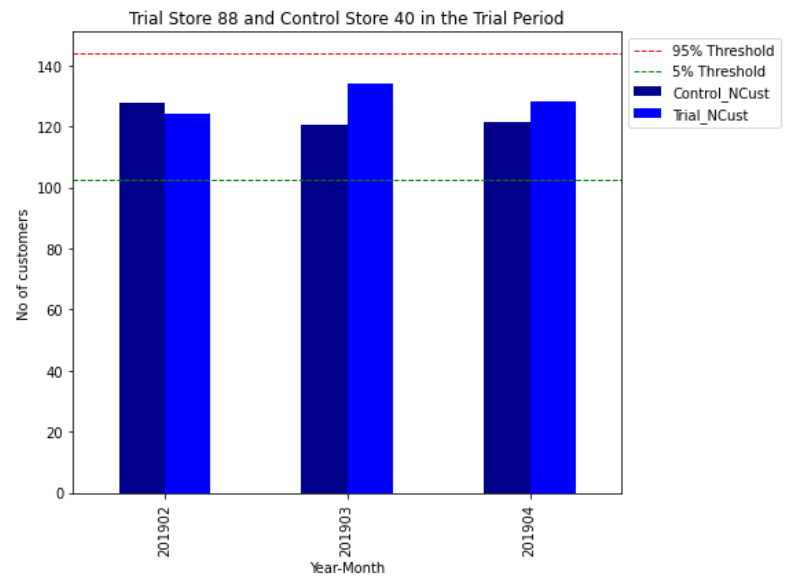 Trial Store 88 and Control Store 40 in the Trial Period
140
120
100
80
60
40
20
0
No of customers
201902
201903
201904
Year-Month
95% Threshold
5% Threshold
Control_NCust
Trial_NCust